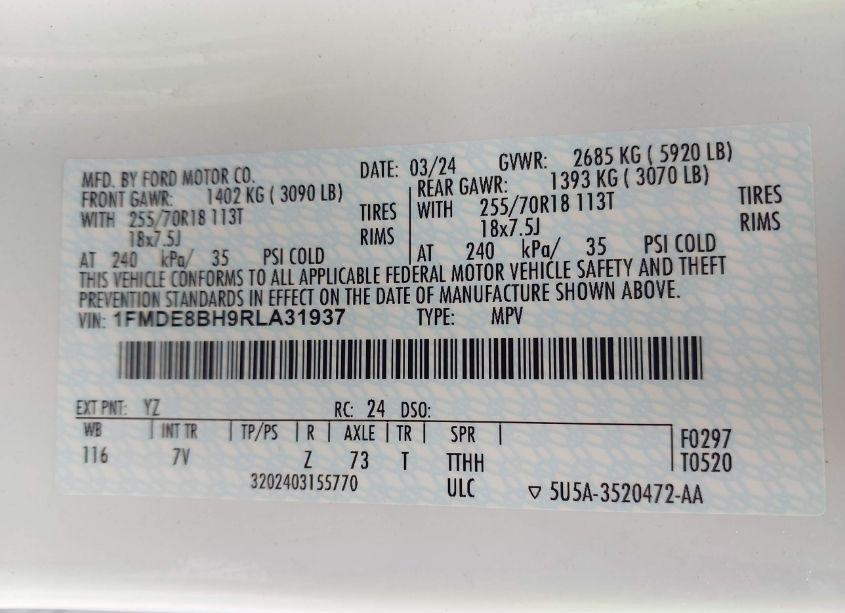 MFD. BY FORD MOTOR CO. DATE: 03/24 GVWR: 2685 KG ( 5920 LB)
FRONT GAWR: 1402 KG ( 3090 LB) REAR GAWR: 1393 KG ( 3070 LB)
WITH 255/70R18 113T TIRES WITH 255/70R18 113T TIRES
18x7.5J RIMS 18x7.5J RIMS
AT 240 kPa/ 35 PSI COLD AT 240 kPa/ 35 PSI COLD
THIS VEHICLE CONFORMS TO ALL APPLICABLE FEDERAL MOTOR VEHICLE SAFETY AND THEFT
PREVENTION STANDARDS IN EFFECT ON THE DATE OF MANUFACTURE SHOWN ABOVE.
VIN: 1FMDE8BH9RLA31937 TYPE: MPV
EXT PNT: YZ RC: 24 DSO:
WB INT TR TP/PS R AXLE TR SPR F0297
116 7V Z 73 T TTHH T0520
3202403155770 ULC ▽ 5U5A-3520472-AA